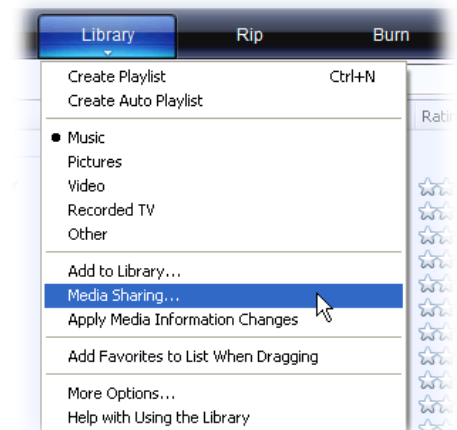 Library Rip Burn
Create Playlist Ctrl+N
Create Auto Playlist
Music
Pictures
Video
Recorded TV
Other
Add to Library...
Media Sharing...
Apply Media Information Changes
Add Favorites to List When Dragging
More Options...
Help with Using the Library